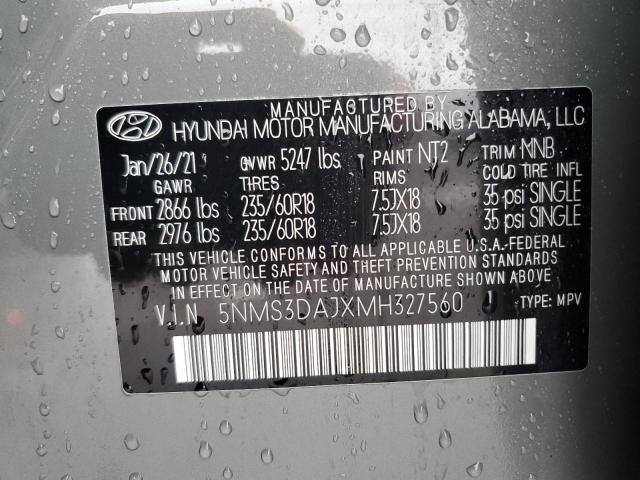 MANUFACTURED BY
HYUNDAI MOTOR MANUFACTURING ALABAMA, LLC
Jan/26/21 GVWR 5247 lbs PAINT NT2 TRIM NNB
GAWR TIRES RIMS COLD TIRE INFL
FRONT 2866 lbs 235/60R18 7.5JX18 35 psi SINGLE
REAR 2976 lbs 235/60R18 7.5JX18 35 psi SINGLE
THIS VEHICLE CONFORMS TO ALL APPLICABLE U.S.A.-FEDERAL
MOTOR VEHICLE SAFETY BUMPER THEFT PREVENTION STANDARDS
IN EFFECT ON THE DATE OF MANUFACTURE SHOWN ABOVE.
V.I.N 5NMS3DAJXMH327560 TYPE: MPV